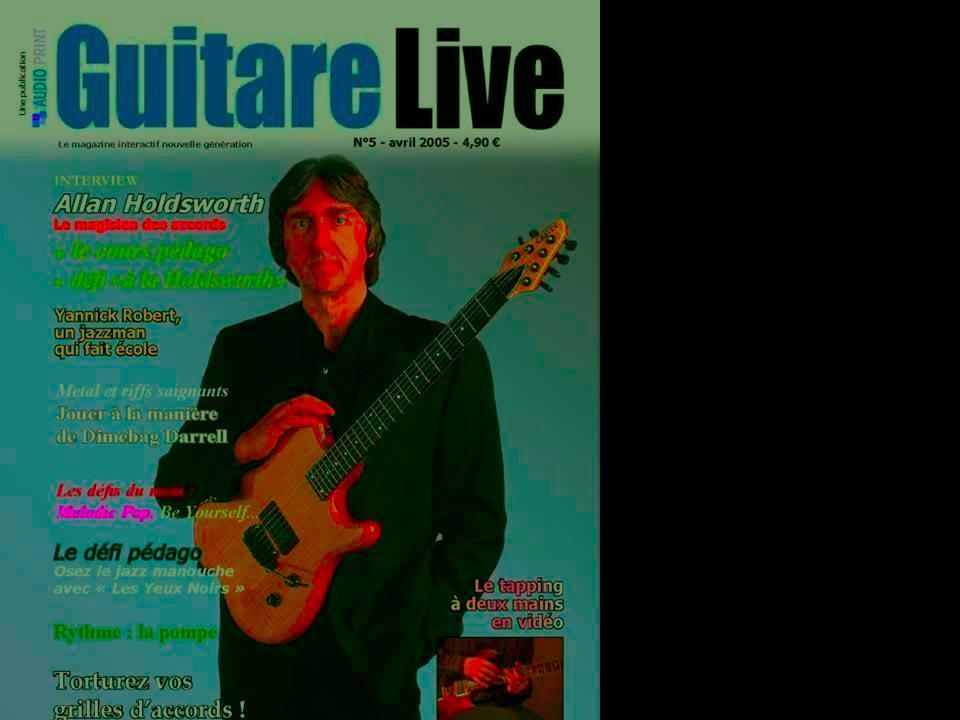 Une publication
AUDIO PRINT
Guitare Live
Le magazine interactif nouvelle génération
N°5 - avril 2005 - 4,90 €
INTERVIEW
Allan Holdsworth
Le magicien des accords
+ le cours pédago
+ défi «à la Holdsworth»
Yannick Robert,
un jazzman
qui fait école
Metal et riffs saignants
Jouer à la manière
de Dimebag Darrell
Les défis du mois :
Melodic Pop, Be Yourself...
Le défi pédago
Osez le jazz manouche
avec « Les Yeux Noirs »
Rythme : la pompe
Torturez vos
grilles d'accords !
Le tapping
à deux mains
en vidéo